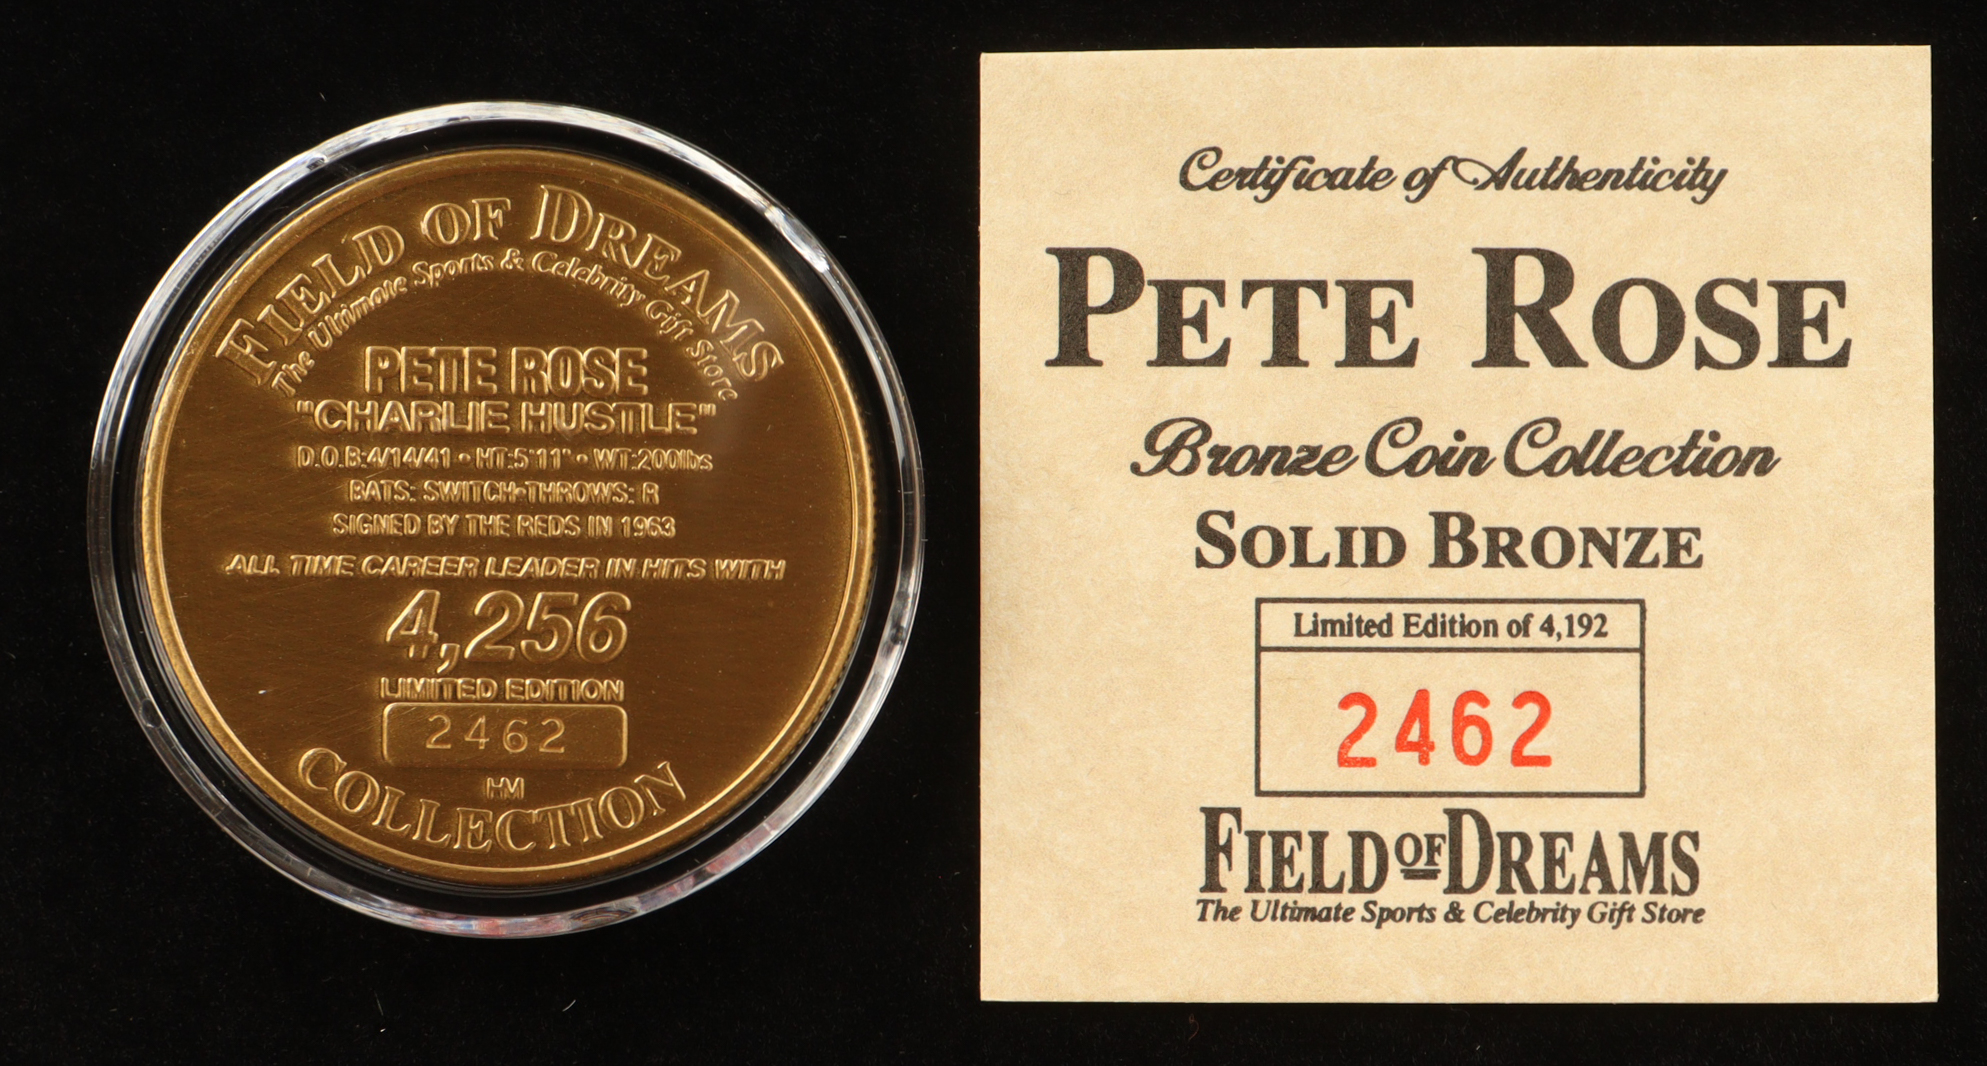 FIELD OF DREAMS
The Ultimate Sports & Celebrity Gift Store
PETE ROSE
"CHARLIE HUSTLE"
D.O.B:4/14/41 • HT:5'11" • WT:200lbs
BATS: SWITCH-THROWS: R
SIGNED BY THE REDS IN 1963
ALL TIME CAREER LEADER IN HITS WITH
4,256
LIMITED EDITION
2462
HM
COLLECTION
Certificate of Authenticity
PETE ROSE
Bronze Coin Collection
SOLID BRONZE
Limited Edition of 4,192
2462
FIELD OF DREAMS
The Ultimate Sports & Celebrity Gift Store